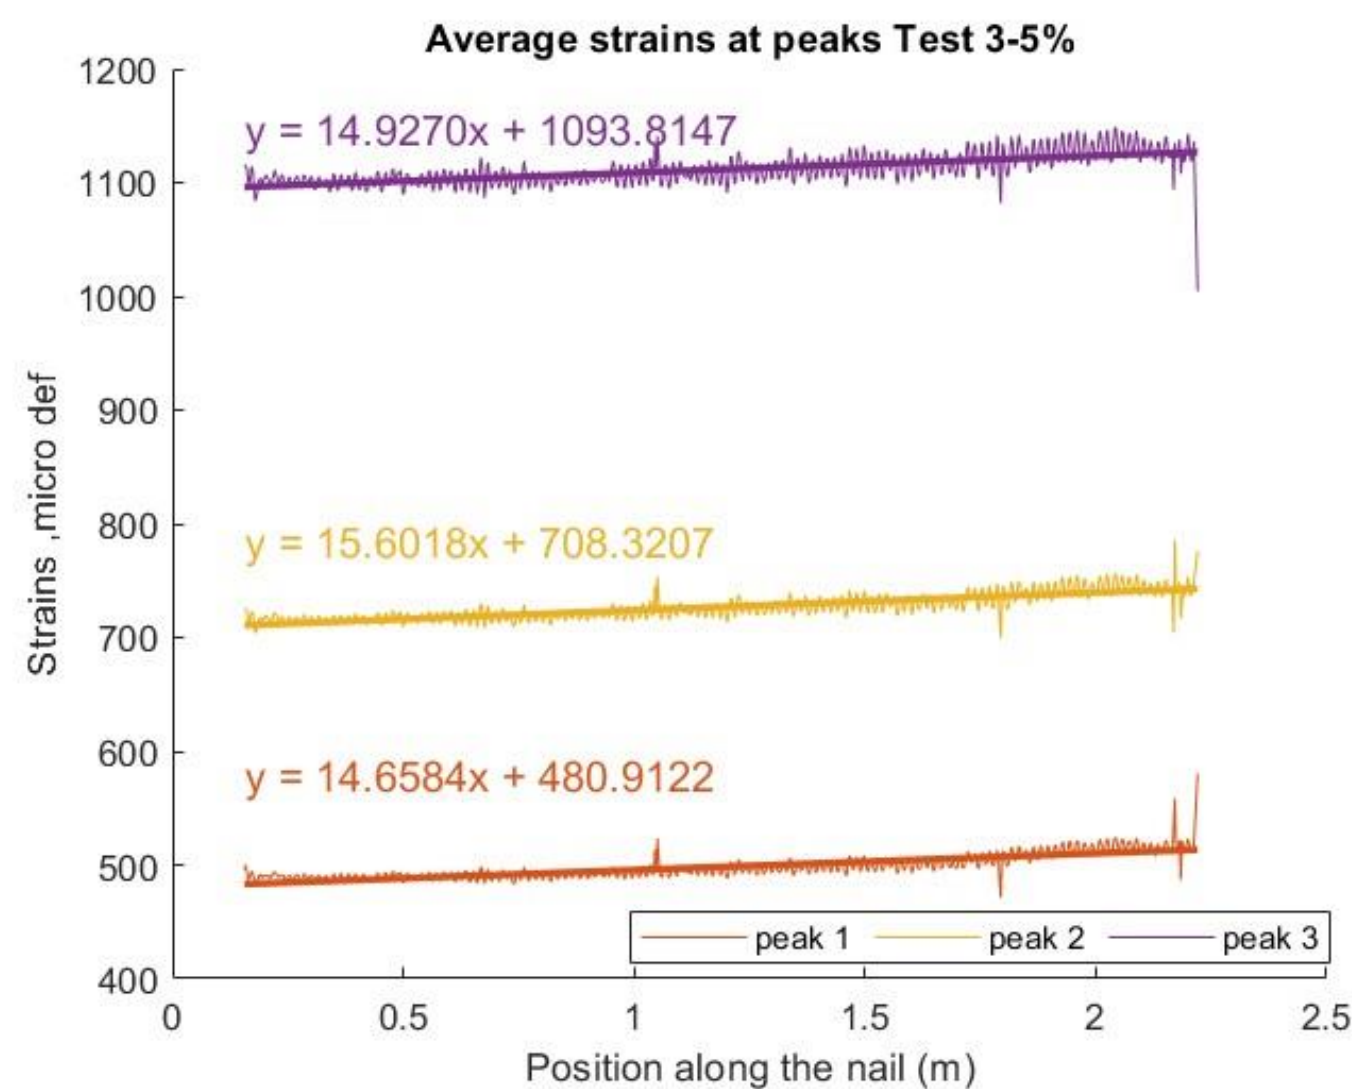 Average strains at peaks Test 3-5%
1200
1100
1000
900
800
700
600
500
400
Strains ,micro def
y = 14.9270x + 1093.8147
y = 15.6018x + 708.3207
y = 14.6584x + 480.9122
peak 1 peak 2 peak 3
0 0.5 1 1.5 2 2.5
Position along the nail (m)